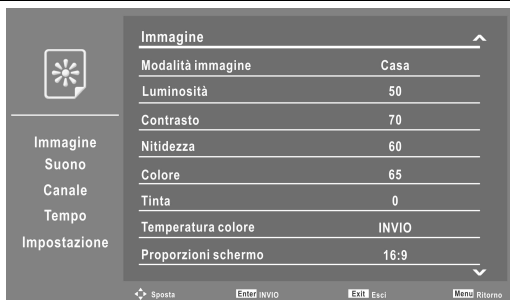 Immagine
Suono
Canale
Tempo
Impostazione
Immagine
Modalità immagine Casa
Luminosità 50
Contrasto 70
Nitidezza 60
Colore 65
Tinta 0
Temperatura colore INVIO
Proporzioni schermo 16:9
Sposta Enter INVIO Exit Esci Menu Ritorno